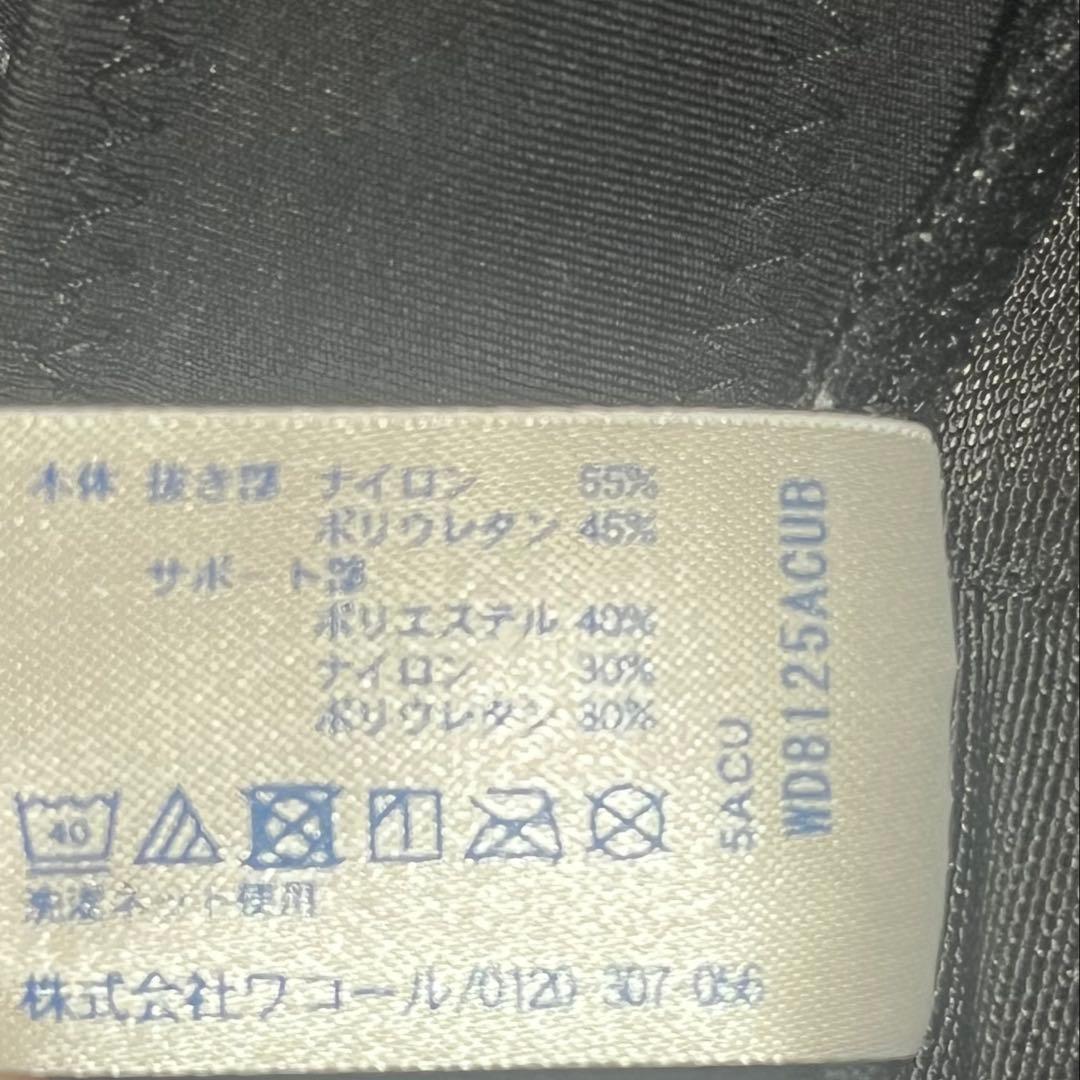 本体 抜き部 ナイロン 55%
ポリウレタン 45%
サポート部
ポリエステル 40%
ナイロン 30%
ポリウレタン 30%
40
洗濯ネット使用
株式会社ワコール/0120 307 056
5ACU
WDB125ACUB